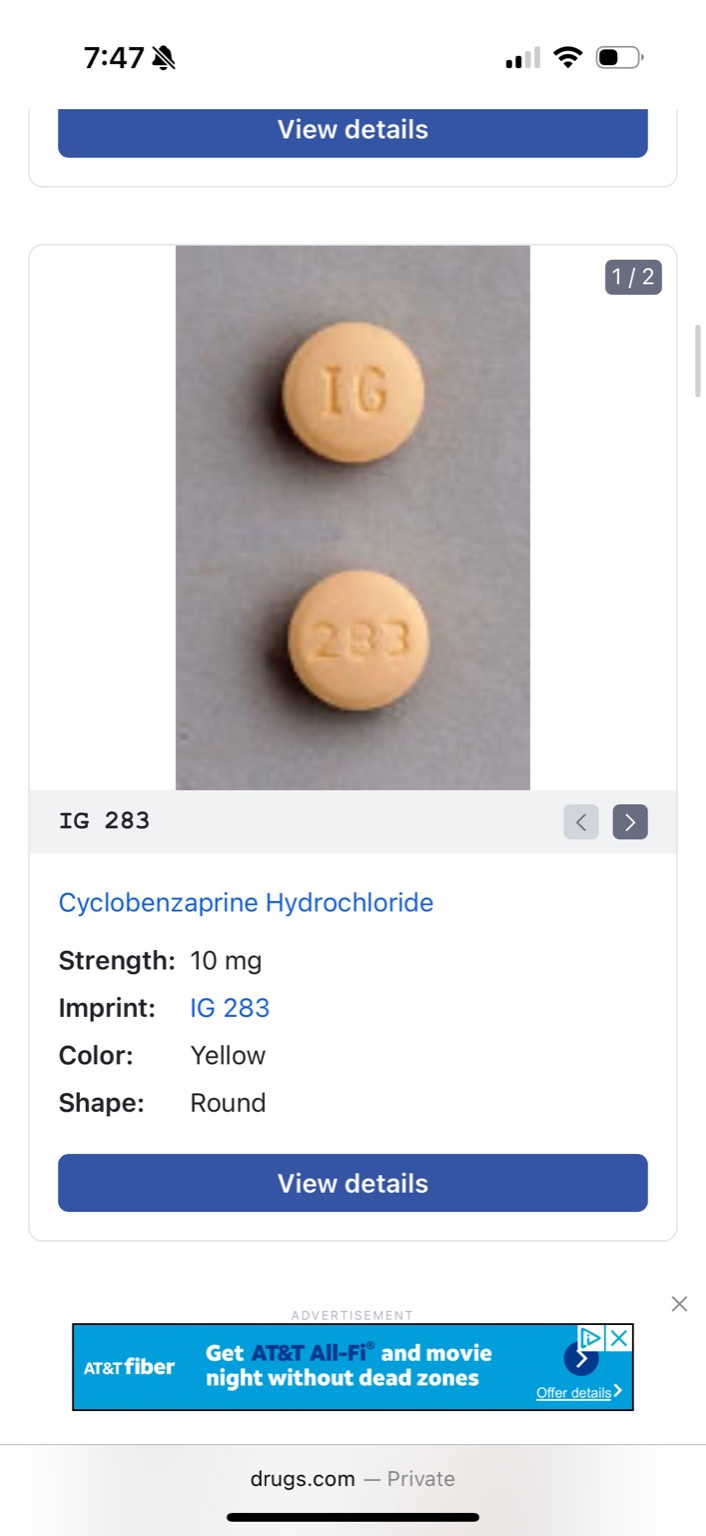 7:47
View details
1 / 2
IG
283
IG 283
Cyclobenzaprine Hydrochloride
Strength: 10 mg
Imprint: IG 283
Color: Yellow
Shape: Round
View details
ADVERTISEMENT
AT&T fiber
Get AT&T All-Fi® and movie
night without dead zones
Offer details
drugs.com — Private